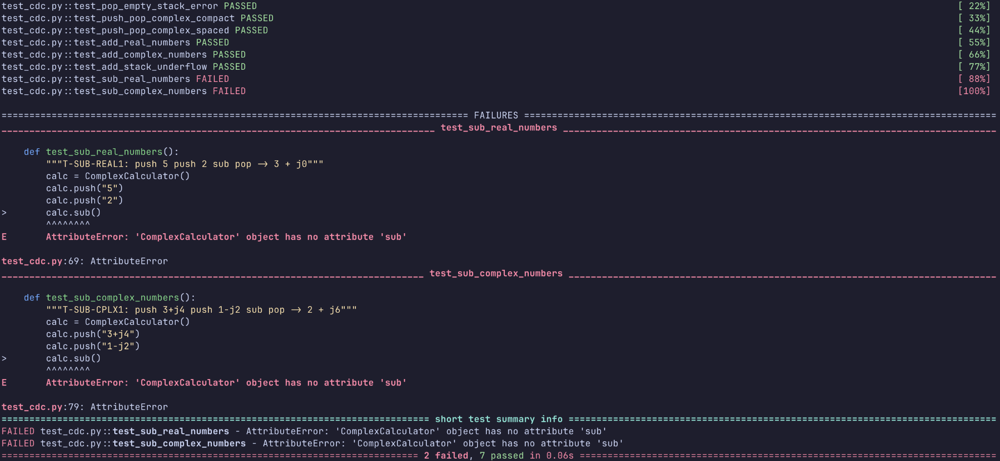 test_cdc.py::test_pop_empty_stack_error PASSED [ 22%]
test_cdc.py::test_push_pop_complex_compact PASSED [ 33%]
test_cdc.py::test_push_pop_complex_spaced PASSED [ 44%]
test_cdc.py::test_add_real_numbers PASSED [ 55%]
test_cdc.py::test_add_complex_numbers PASSED [ 66%]
test_cdc.py::test_add_stack_underflow PASSED [ 77%]
test_cdc.py::test_sub_real_numbers FAILED [ 88%]
test_cdc.py::test_sub_complex_numbers FAILED [100%]
==================================================================================== FAILURES =====================================================================================
______________________________________________________________________________ test_sub_real_numbers ______________________________________________________________________________
    def test_sub_real_numbers():
        """T-SUB-REAL1: push 5 push 2 sub pop -> 3 + j0"""
        calc = ComplexCalculator()
        calc.push("5")
        calc.push("2")
>       calc.sub()
        ^^^^^^^^
E       AttributeError: 'ComplexCalculator' object has no attribute 'sub'
test_cdc.py:69: AttributeError
____________________________________________________________________________ test_sub_complex_numbers _____________________________________________________________________________
    def test_sub_complex_numbers():
        """T-SUB-CPLX1: push 3+j4 push 1-j2 sub pop -> 2 + j6"""
        calc = ComplexCalculator()
        calc.push("3+j4")
        calc.push("1-j2")
>       calc.sub()
        ^^^^^^^^
E       AttributeError: 'ComplexCalculator' object has no attribute 'sub'
test_cdc.py:79: AttributeError
============================================================================= short test summary info =============================================================================
FAILED test_cdc.py::test_sub_real_numbers - AttributeError: 'ComplexCalculator' object has no attribute 'sub'
FAILED test_cdc.py::test_sub_complex_numbers - AttributeError: 'ComplexCalculator' object has no attribute 'sub'
=========================================================================== 2 failed, 7 passed in 0.06s ===========================================================================